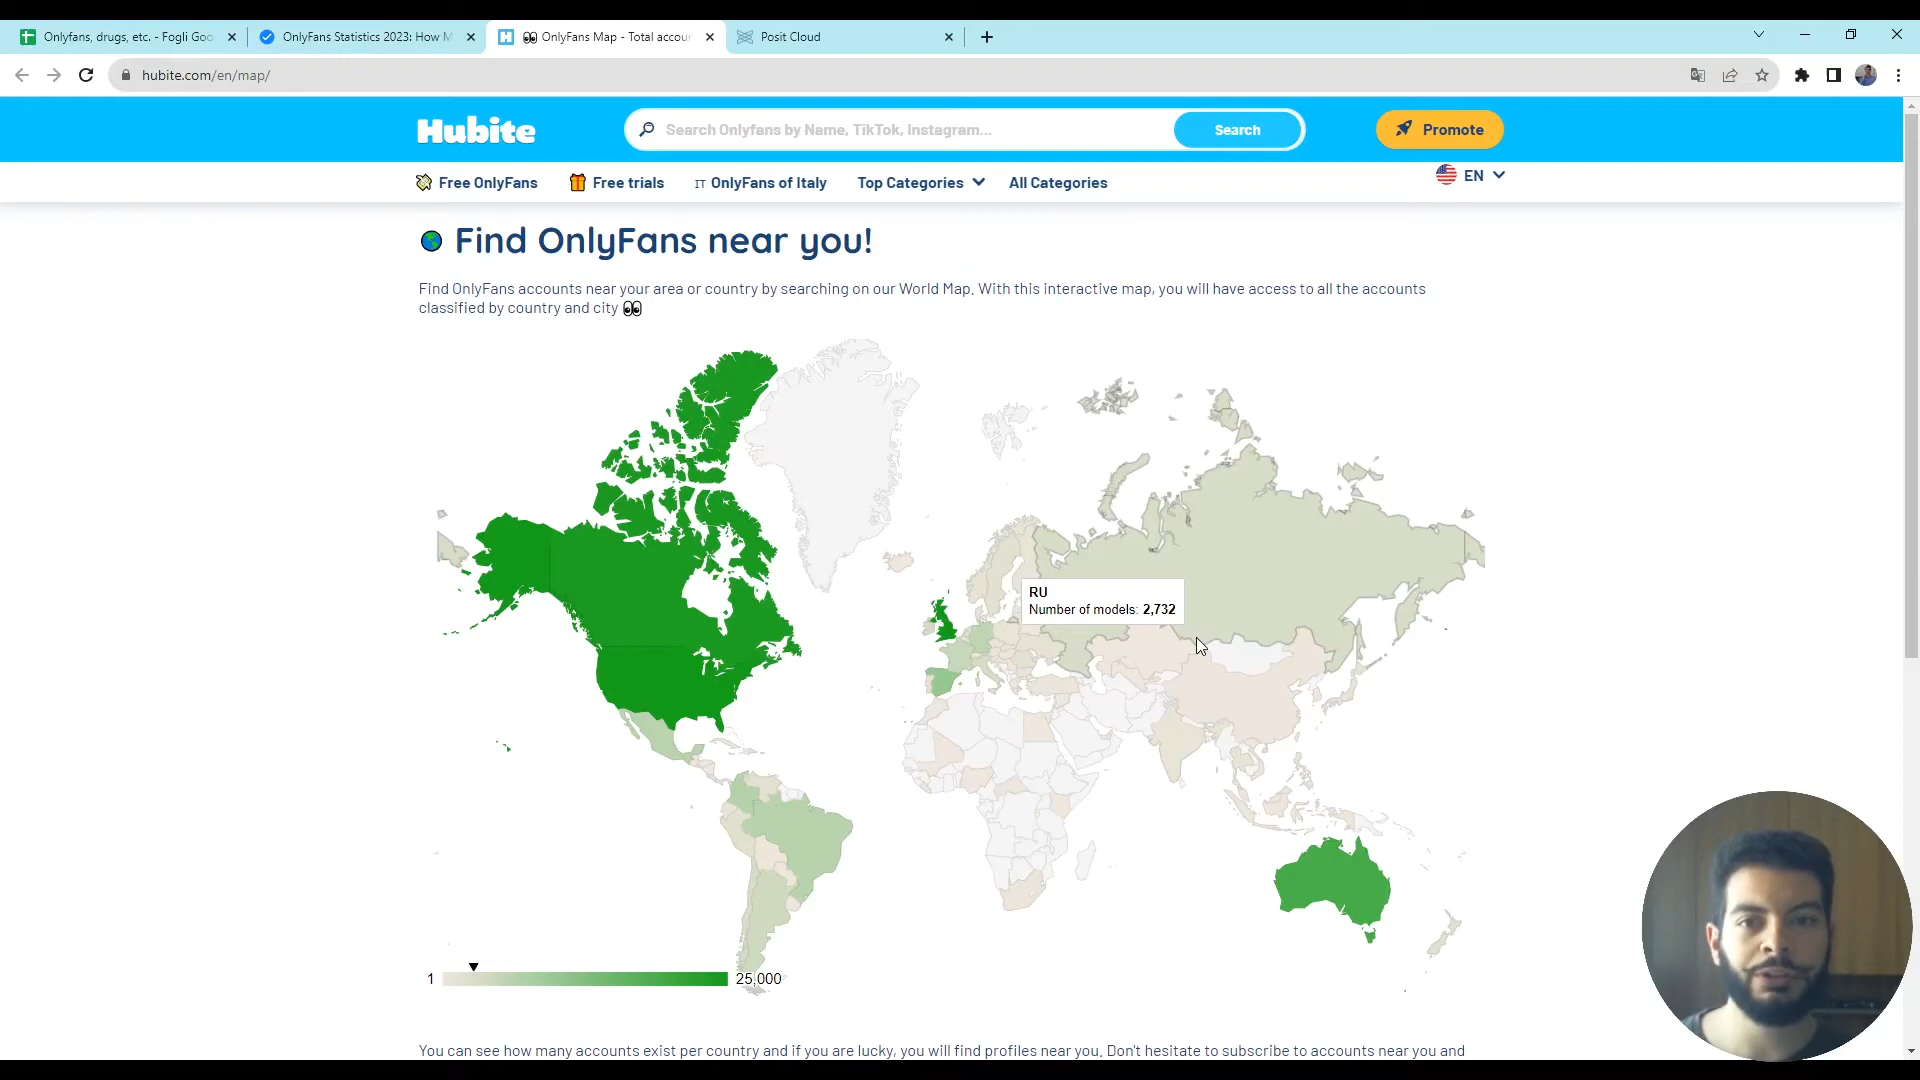 Onlyfans, drugs, etc. - Fogli Goo
OnlyFans Statistics 2023: How M
👀 OnlyFans Map - Total accour
Posit Cloud
hubite.com/en/map/
Hubite
Search Onlyfans by Name, TikTok, Instagram...
Search
Promote
Free OnlyFans
Free trials
IT OnlyFans of Italy
Top Categories
All Categories
EN
Find OnlyFans near you!
Find OnlyFans accounts near your area or country by searching on our World Map. With this interactive map, you will have access to all the accounts
classified by country and city 👀
RU
Number of models: 2,732
1
25,000
You can see how many accounts exist per country and if you are lucky, you will find profiles near you. Don't hesitate to subscribe to accounts near you and